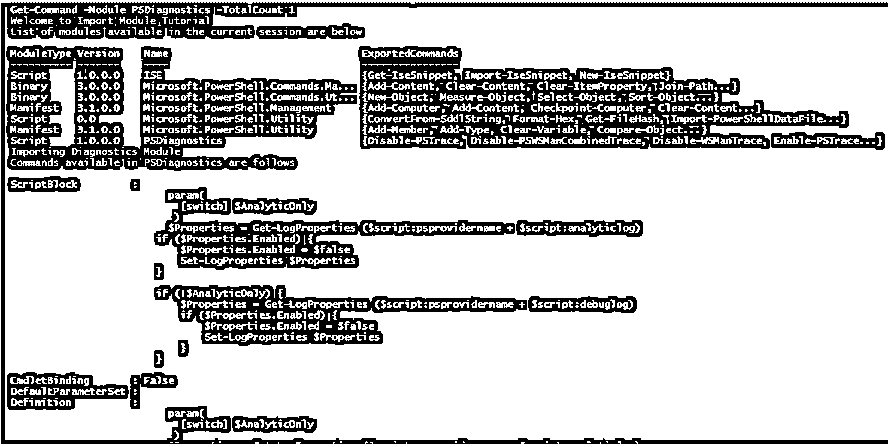 Get-Command -Module PSDiagnostics -TotalCount 1
Welcome to Import Module Tutorial
List of modules available in the current session are below
ModuleType Version Name ExportedCommands
Script 1.0.0.0 ISE {Get-IseSnippet, Import-IseSnippet, New-IseSnippet}
Binary 3.0.0.0 Microsoft.PowerShell.Commands.Ma... {Add-Content, Clear-Content, Clear-ItemProperty, Join-Path...}
Binary 3.0.0.0 Microsoft.PowerShell.Commands.Ut... {New-Object, Measure-Object, Select-Object, Sort-Object...}
Manifest 3.1.0.0 Microsoft.PowerShell.Management {Add-Computer, Add-Content, Checkpoint-Computer, Clear-Content...}
Script 0.0 Microsoft.PowerShell.Utility {ConvertFrom-SddlString, Format-Hex, Get-FileHash, Import-PowerShellDataFile...}
Manifest 3.1.0.0 Microsoft.PowerShell.Utility {Add-Member, Add-Type, Clear-Variable, Compare-Object...}
Script 1.0.0.0 PSDiagnostics {Disable-PSTrace, Disable-PSWSManCombinedTrace, Disable-WSManTrace, Enable-PSTrace...}
Importing Diagnostics Module
Commands available in PSDiagnostics are follows
ScriptBlock :
param(
[switch] $AnalyticOnly
)
$Properties = Get-LogProperties ($script:psprovidername + $script:analyticlog)
if ($Properties.Enabled) {
$Properties.Enabled = $false
Set-LogProperties $Properties
}
if (!$AnalyticOnly) {
$Properties = Get-LogProperties ($script:psprovidername + $script:debuglog)
if ($Properties.Enabled) {
$Properties.Enabled = $false
Set-LogProperties $Properties
}
}
CmdletBinding : False
DefaultParameterSet :
Definition :
param(
[switch] $AnalyticOnly
)